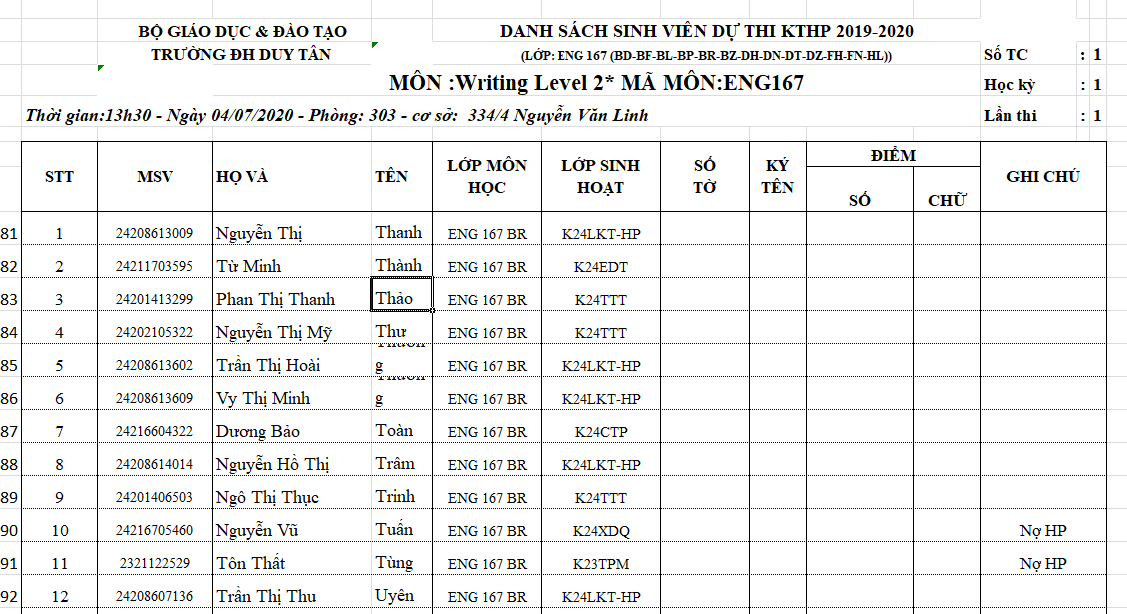 BỘ GIÁO DỤC & ĐÀO TẠO DANH SÁCH SINH VIÊN DỰ THI KTHP 2019-2020
TRƯỜNG ĐH DUY TÂN (LỚP: ENG 167 (BD-BF-BL-BP-BR-BZ-DH-DN-DT-DZ-FH-FN-HL)) Số TC : 1
MÔN :Writing Level 2* MÃ MÔN:ENG167 Học kỳ : 1
Thời gian:13h30 - Ngày 04/07/2020 - Phòng: 303 - cơ sở: 334/4 Nguyễn Văn Linh Lần thi : 1
STT MSV HỌ VÀ TÊN LỚP MÔN HỌC LỚP SINH HOẠT SỐ TỜ KÝ TÊN ĐIỂM GHI CHÚ
SỐ CHỮ
81 1 24208613009 Nguyễn Thị Thanh ENG 167 BR K24LKT-HP
82 2 24211703595 Từ Minh Thành ENG 167 BR K24EDT
83 3 24201413299 Phan Thị Thanh Thảo ENG 167 BR K24TTT
84 4 24202105322 Nguyễn Thị Mỹ Thư ENG 167 BR K24TTT
85 5 24208613602 Trần Thị Hoài g ENG 167 BR K24LKT-HP
86 6 24208613609 Vy Thị Minh g ENG 167 BR K24LKT-HP
87 7 24216604322 Dương Bảo Toàn ENG 167 BR K24CTP
88 8 24208614014 Nguyễn Hồ Thị Trâm ENG 167 BR K24LKT-HP
89 9 24201406503 Ngô Thị Thục Trinh ENG 167 BR K24TTT
90 10 24216705460 Nguyễn Vũ Tuấn ENG 167 BR K24XDQ Nợ HP
91 11 2321122529 Tôn Thất Tùng ENG 167 BR K23TPM Nợ HP
92 12 24208607136 Trần Thị Thu Uyên ENG 167 BR K24LKT-HP